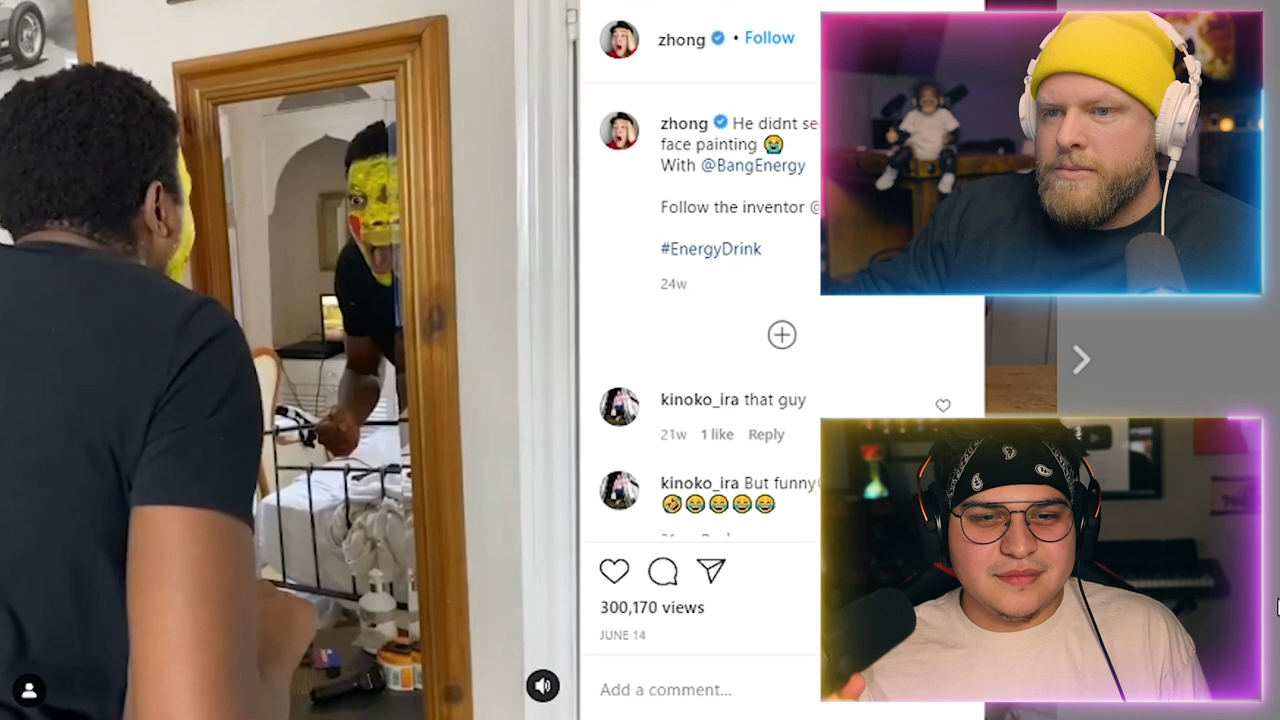 zhong • Follow
zhong He didnt se
face painting 😭
With @BangEnergy
Follow the inventor @
#EnergyDrink
24w
kinoko_ira that guy
21w 1 like Reply
kinoko_ira But funny
🤣😂😂😂😂
300,170 views
JUNE 14
Add a comment...